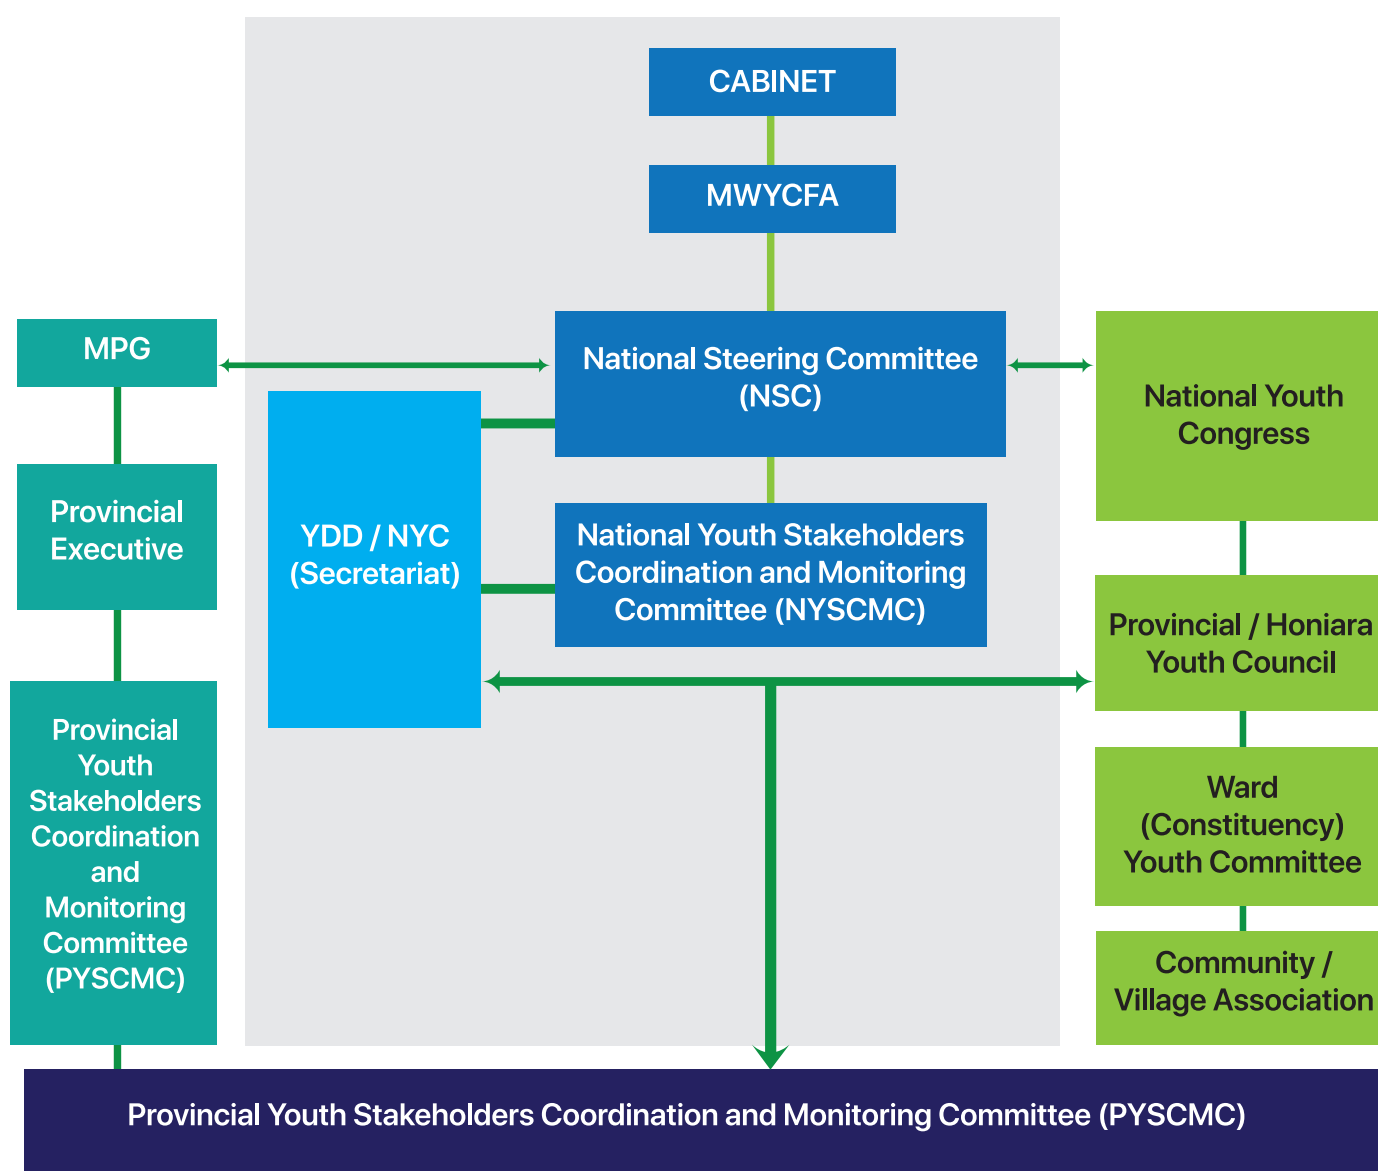 CABINET
MWYCFA
MPG
National Steering Committee
(NSC)
National Youth
Congress
Provincial
Executive
YDD / NYC
(Secretariat)
National Youth Stakeholders
Coordination and Monitoring
Committee (NYSCMC)
Provincial / Honiara
Youth Council
Provincial
Youth
Stakeholders
Coordination
and
Monitoring
Committee
(PYSCMC)
Ward
(Constituency)
Youth Committee
Community /
Village Association
Provincial Youth Stakeholders Coordination and Monitoring Committee (PYSCMC)